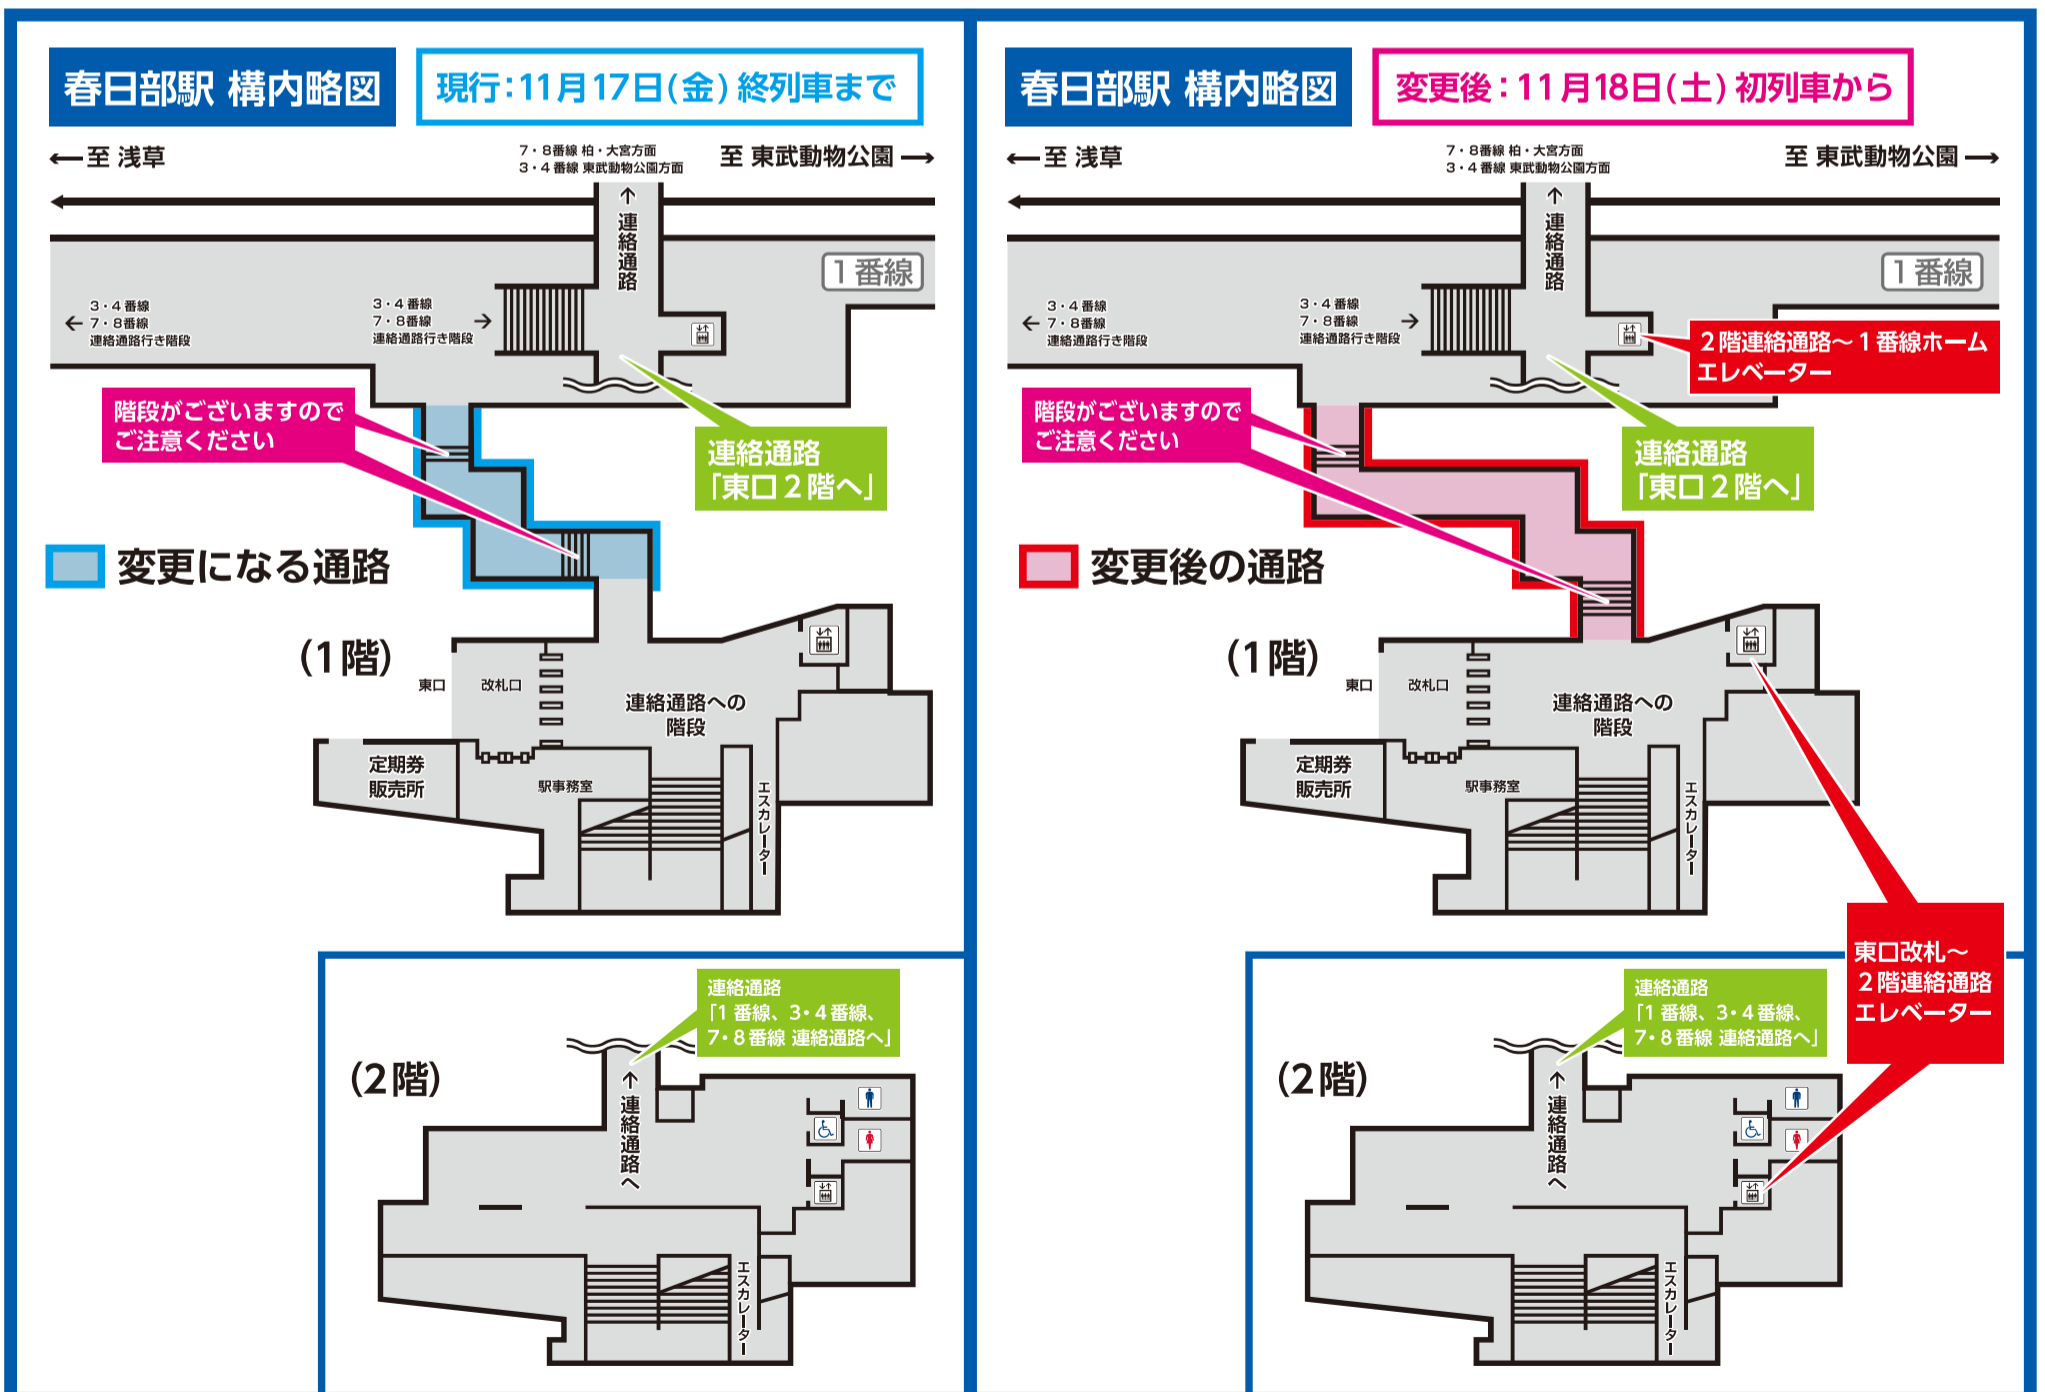 春日部駅 構内略図
現行：11月17日(金) 終列車まで
←至 浅草
7・8番線 柏・大宮方面
3・4番線 東武動物公園方面
至 東武動物公園→
↑連絡通路
1番線
3・4番線
← 7・8番線
連絡通路行き階段
3・4番線
7・8番線 →
連絡通路行き階段
階段がございますので
ご注意ください
連絡通路
「東口2階へ」
変更になる通路
(1階)
東口
改札口
連絡通路への
階段
定期券
販売所
駅事務室
エスカレーター
連絡通路
「1番線、3・4番線、
7・8番線 連絡通路へ」
(2階)
↑連絡通路へ
エスカレーター
春日部駅 構内略図
変更後：11月18日(土) 初列車から
←至 浅草
7・8番線 柏・大宮方面
3・4番線 東武動物公園方面
至 東武動物公園→
↑連絡通路
1番線
3・4番線
← 7・8番線
連絡通路行き階段
3・4番線
7・8番線 →
連絡通路行き階段
2階連絡通路～1番線ホーム
エレベーター
階段がございますので
ご注意ください
連絡通路
「東口2階へ」
変更後の通路
(1階)
東口
改札口
連絡通路への
階段
定期券
販売所
駅事務室
エスカレーター
東口改札～
2階連絡通路
エレベーター
連絡通路
「1番線、3・4番線、
7・8番線 連絡通路へ」
(2階)
↑連絡通路へ
エスカレーター